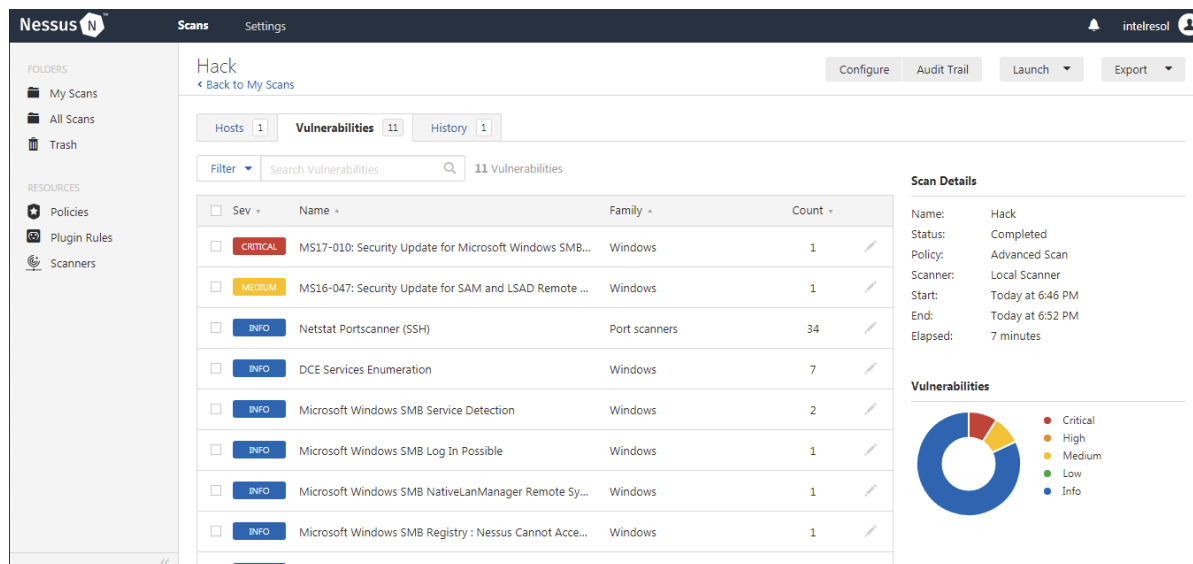 Nessus N Scans Settings intelresol
FOLDERS
My Scans
All Scans
Trash
RESOURCES
Policies
Plugin Rules
Scanners
Hack
Back to My Scans
Configure Audit Trail Launch Export
Hosts 1 Vulnerabilities 11 History 1
Filter Search Vulnerabilities 11 Vulnerabilities
Sev Name Family Count
CRITICAL MS17-010: Security Update for Microsoft Windows SMB... Windows 1
MEDIUM MS16-047: Security Update for SAM and LSAD Remote ... Windows 1
INFO Netstat Portscanner (SSH) Port scanners 34
INFO DCE Services Enumeration Windows 7
INFO Microsoft Windows SMB Service Detection Windows 2
INFO Microsoft Windows SMB Log In Possible Windows 1
INFO Microsoft Windows SMB NativeLanManager Remote Sy... Windows 1
INFO Microsoft Windows SMB Registry : Nessus Cannot Acce... Windows 1
Scan Details
Name: Hack
Status: Completed
Policy: Advanced Scan
Scanner: Local Scanner
Start: Today at 6:46 PM
End: Today at 6:52 PM
Elapsed: 7 minutes
Vulnerabilities
Critical
High
Medium
Low
Info